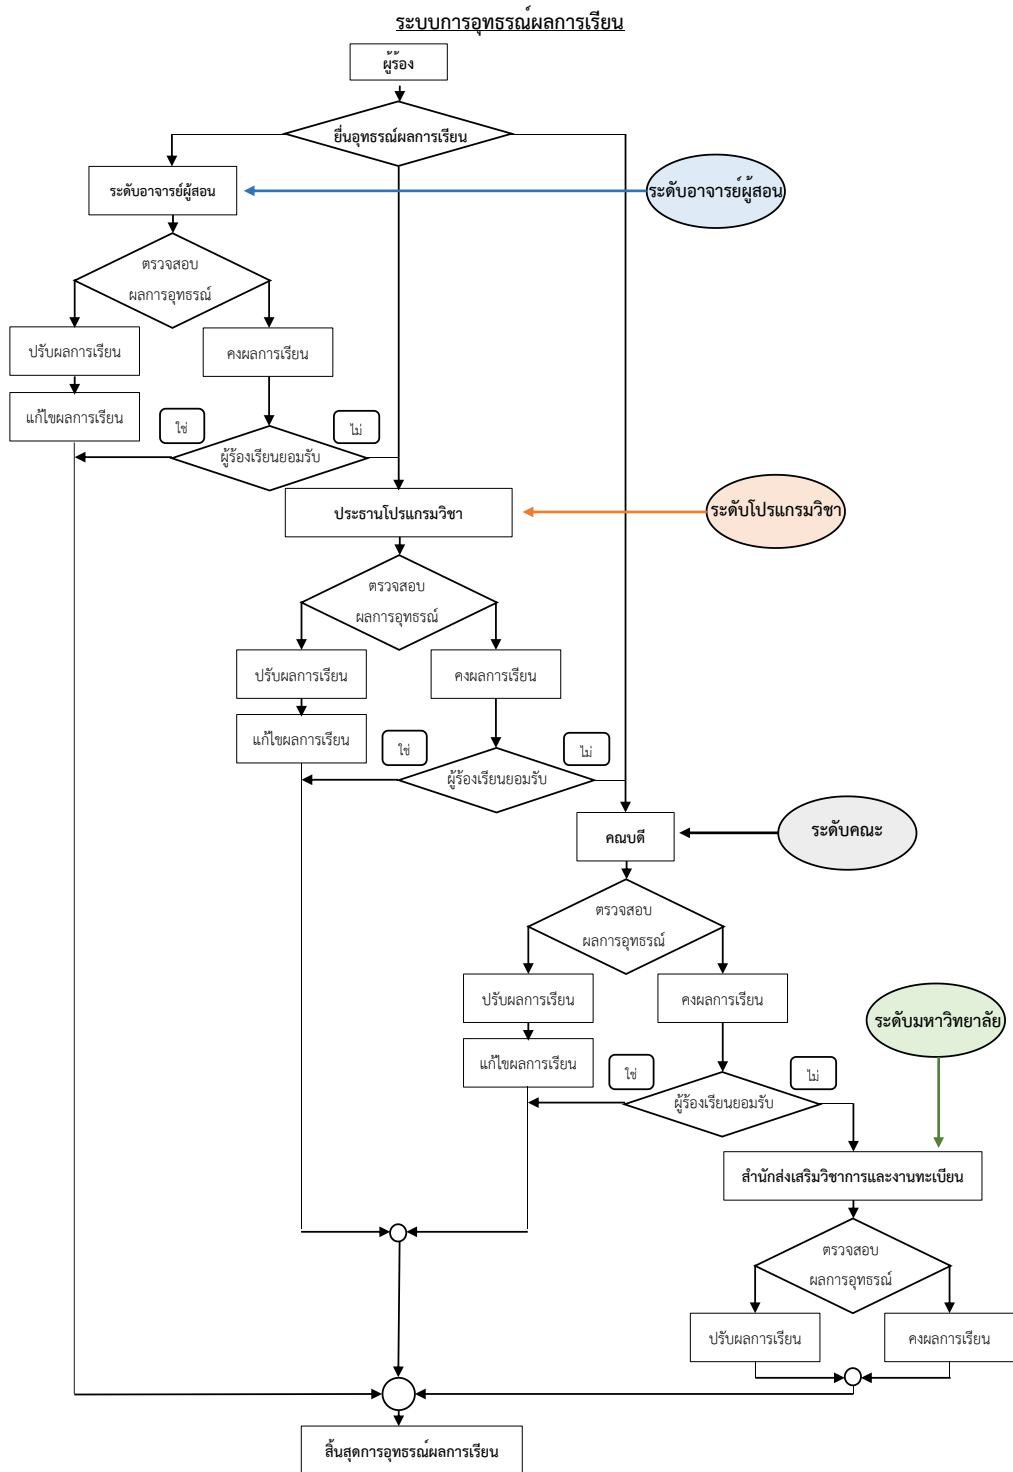 ระบบการอุทธรณ์ผลการเรียน
ผู้ร้อง
ยื่นอุทธรณ์ผลการเรียน
ระดับอาจารย์ผู้สอน
ระดับอาจารย์ผู้สอน
ตรวจสอบ
ผลการอุทธรณ์
ปรับผลการเรียน
คงผลการเรียน
แก้ไขผลการเรียน
ใช่
ไม่
ผู้ร้องเรียนยอมรับ
ประธานโปรแกรมวิชา
ระดับโปรแกรมวิชา
ตรวจสอบ
ผลการอุทธรณ์
ปรับผลการเรียน
คงผลการเรียน
แก้ไขผลการเรียน
ใช่
ไม่
ผู้ร้องเรียนยอมรับ
คณบดี
ระดับคณะ
ตรวจสอบ
ผลการอุทธรณ์
ปรับผลการเรียน
คงผลการเรียน
ระดับมหาวิทยาลัย
แก้ไขผลการเรียน
ใช่
ไม่
ผู้ร้องเรียนยอมรับ
สำนักส่งเสริมวิชาการและงานทะเบียน
ตรวจสอบ
ผลการอุทธรณ์
ปรับผลการเรียน
คงผลการเรียน
สิ้นสุดการอุทธรณ์ผลการเรียน